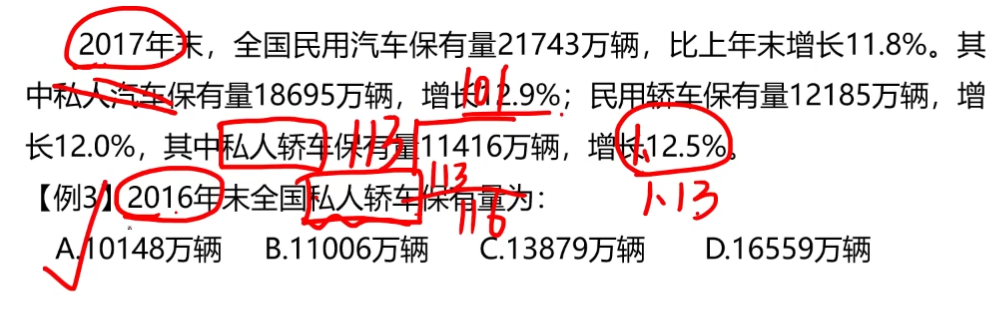 2017年末，全国民用汽车保有量21743万辆，比上年末增长11.8%。其
中私人汽车保有量18695万辆，增长12.9%；民用轿车保有量12185万辆，增
101
长12.0%，其中私人轿车保有量11416万辆，增长12.5%。
113
【例3】2016年末全国私人轿车保有量为：
113
116
1.13
A.10148万辆 B.11006万辆 C.13879万辆 D.16559万辆